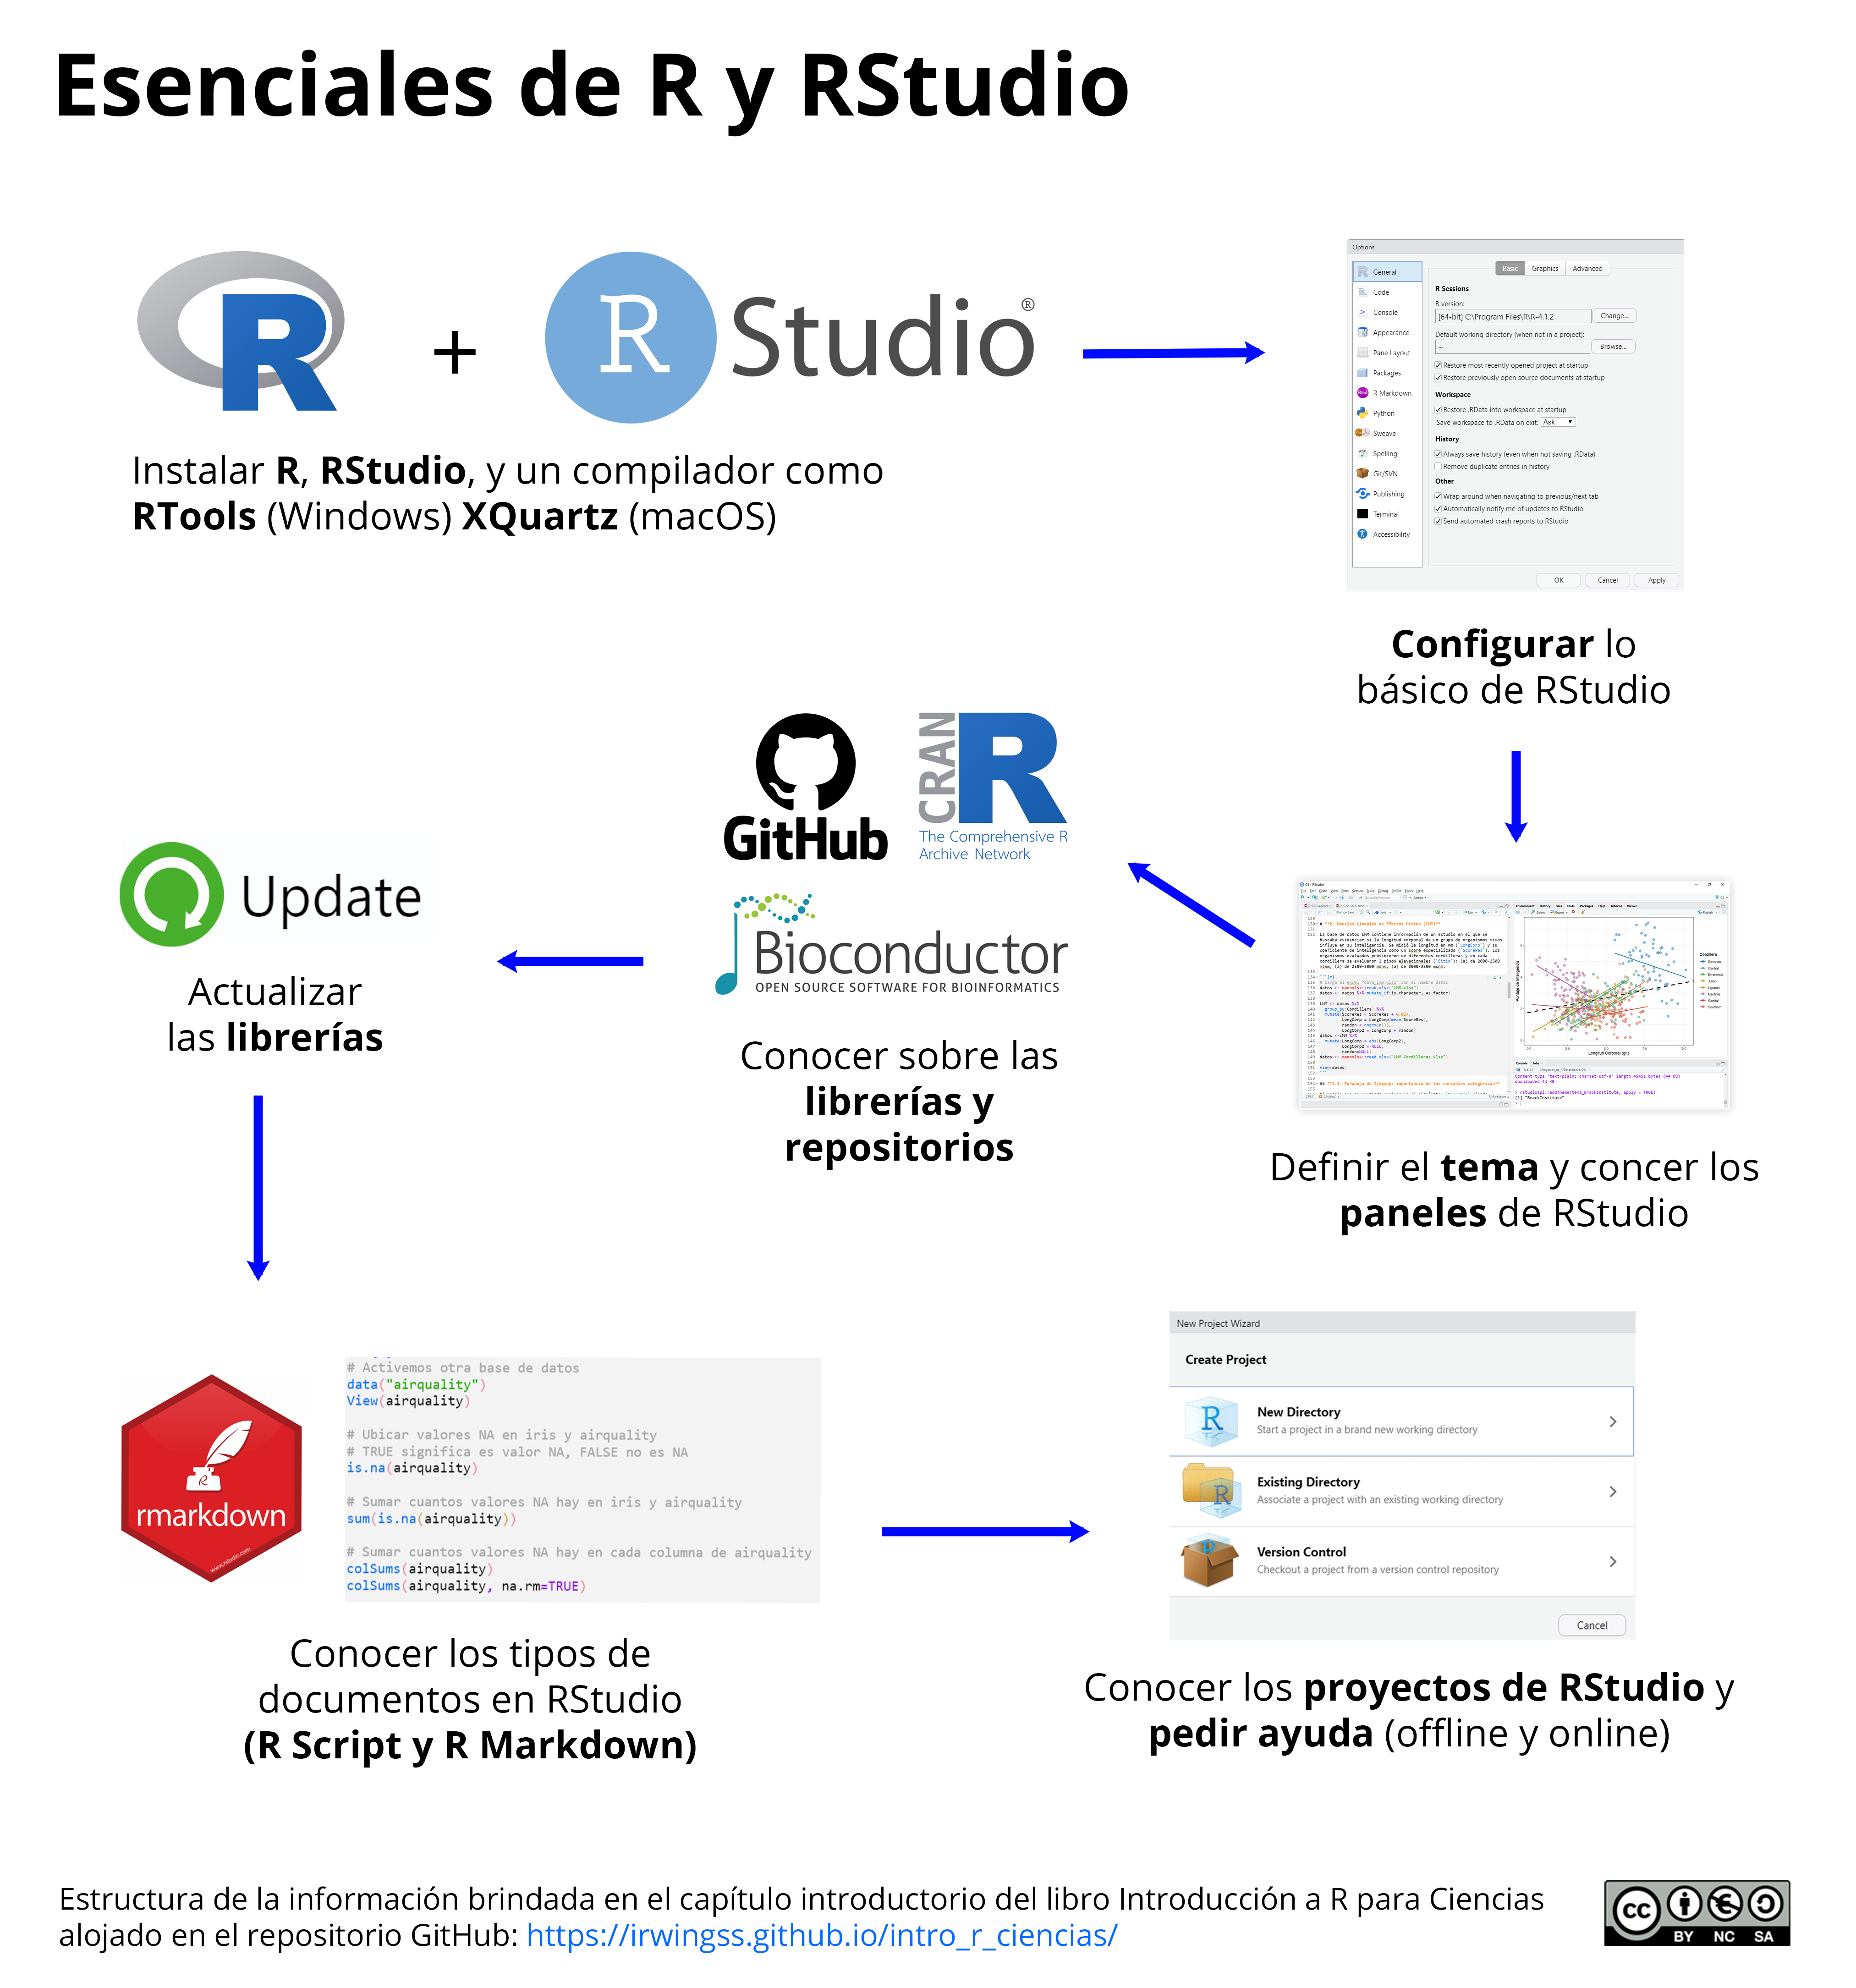 Esenciales de R y RStudio
R
+
R Studio®
Instalar R, RStudio, y un compilador como
RTools (Windows) XQuartz (macOS)
Options
General
Code
Console
Appearance
Pane Layout
Packages
R Markdown
Python
Sweave
Spelling
Git/SVN
Publishing
Terminal
Accessibility
Basic Graphics Advanced
R Sessions
R version:
[64-bit] C:\Program Files\R\R-4.1.2 Change...
Default working directory (when not in a project):
~ Browse...
Restore most recently opened project at startup
Restore previously open source documents at startup
Workspace
Restore .RData into workspace at startup
Save workspace to .RData on exit: Ask
History
Always save history (even when not saving .RData)
Remove duplicate entries in history
Other
Wrap around when navigating to previous/next tab
Automatically notify me of updates to RStudio
Send automated crash reports to RStudio
OK Cancel Apply
Configurar lo
básico de RStudio
Definir el tema y concer los
paneles de RStudio
GitHub
CRAN R
The Comprehensive R
Archive Network
Bioconductor
OPEN SOURCE SOFTWARE FOR BIOINFORMATICS
Conocer sobre las
librerías y
repositorios
Update
Actualizar
las librerías
rmarkdown
www.rstudio.com
# Activemos otra base de datos
data("airquality")
View(airquality)
# Ubicar valores NA en iris y airquality
# TRUE significa es valor NA, FALSE no es NA
is.na(airquality)
# Sumar cuantos valores NA hay en iris y airquality
sum(is.na(airquality))
# Sumar cuantos valores NA hay en cada columna de airquality
colSums(airquality)
colSums(airquality, na.rm=TRUE)
Conocer los tipos de
documentos en RStudio
(R Script y R Markdown)
New Project Wizard
Create Project
New Directory
Start a project in a brand new working directory
Existing Directory
Associate a project with an existing working directory
Version Control
Checkout a project from a version control repository
Cancel
Conocer los proyectos de RStudio y
pedir ayuda (offline y online)
Estructura de la información brindada en el capítulo introductorio del libro Introducción a R para Ciencias
alojado en el repositorio GitHub: https://irwingss.github.io/intro_r_ciencias/
cc
BY NC SA